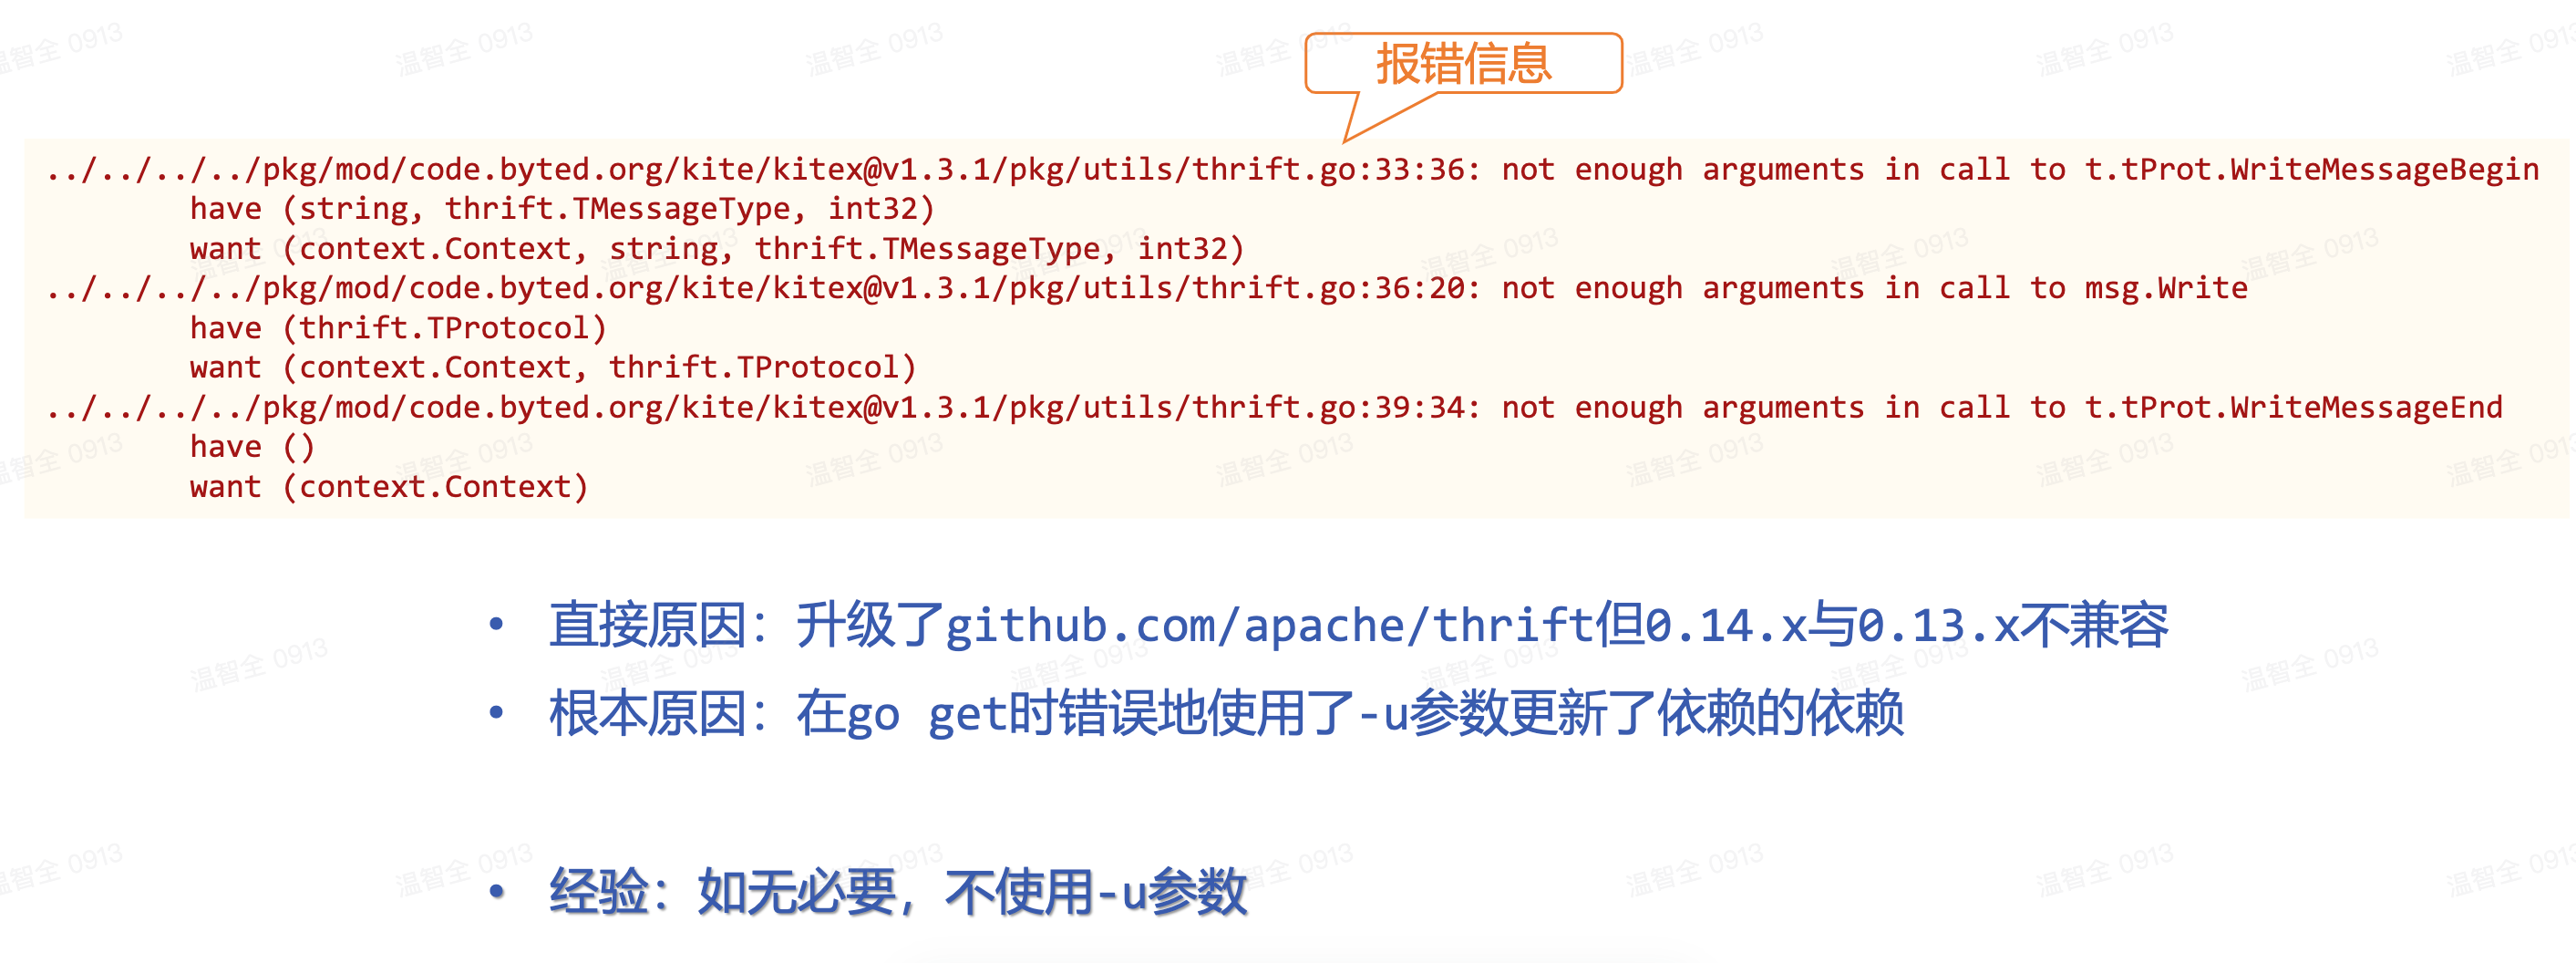 报错信息
../../../../pkg/mod/code.byted.org/kite/kitex@v1.3.1/pkg/utils/thrift.go:33:36: not enough arguments in call to t.tProt.WriteMessageBegin
have (string, thrift.TMessageType, int32)
want (context.Context, string, thrift.TMessageType, int32)
../../../../pkg/mod/code.byted.org/kite/kitex@v1.3.1/pkg/utils/thrift.go:36:20: not enough arguments in call to msg.Write
have (thrift.TProtocol)
want (context.Context, thrift.TProtocol)
../../../../pkg/mod/code.byted.org/kite/kitex@v1.3.1/pkg/utils/thrift.go:39:34: not enough arguments in call to t.tProt.WriteMessageEnd
have ()
want (context.Context)
• 直接原因：升级了github.com/apache/thrift但0.14.x与0.13.x不兼容
• 根本原因：在go get时错误地使用了-u参数更新了依赖的依赖
• 经验：如无必要，不使用-u参数
温智全 0913